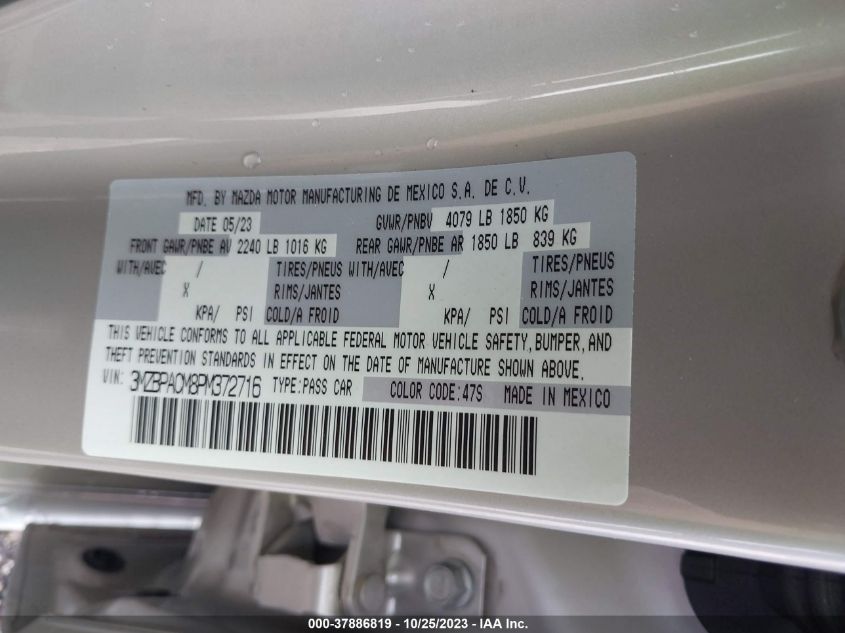 MFD. BY MAZDA MOTOR MANUFACTURING DE MEXICO S.A. DE C.V.
DATE 05/23 GVWR/PNBV 4079 LB 1850 KG
FRONT GAWR/PNBE AV 2240 LB 1016 KG REAR GAWR/PNBE AR 1850 LB 839 KG
WITH/AVEC / TIRES/PNEUS WITH/AVEC / TIRES/PNEUS
X RIMS/JANTES X RIMS/JANTES
KPA/ PSI COLD/A FROID KPA/ PSI COLD/A FROID
THIS VEHICLE CONFORMS TO ALL APPLICABLE FEDERAL MOTOR VEHICLE SAFETY, BUMPER, AND
THEFT PREVENTION STANDARDS IN EFFECT ON THE DATE OF MANUFACTURE SHOWN ABOVE.
VIN: 3MZBPACM8PM372716 TYPE:PASS CAR COLOR CODE:47S MADE IN MEXICO
000-37886819 - 10/25/2023 - IAAI Inc.